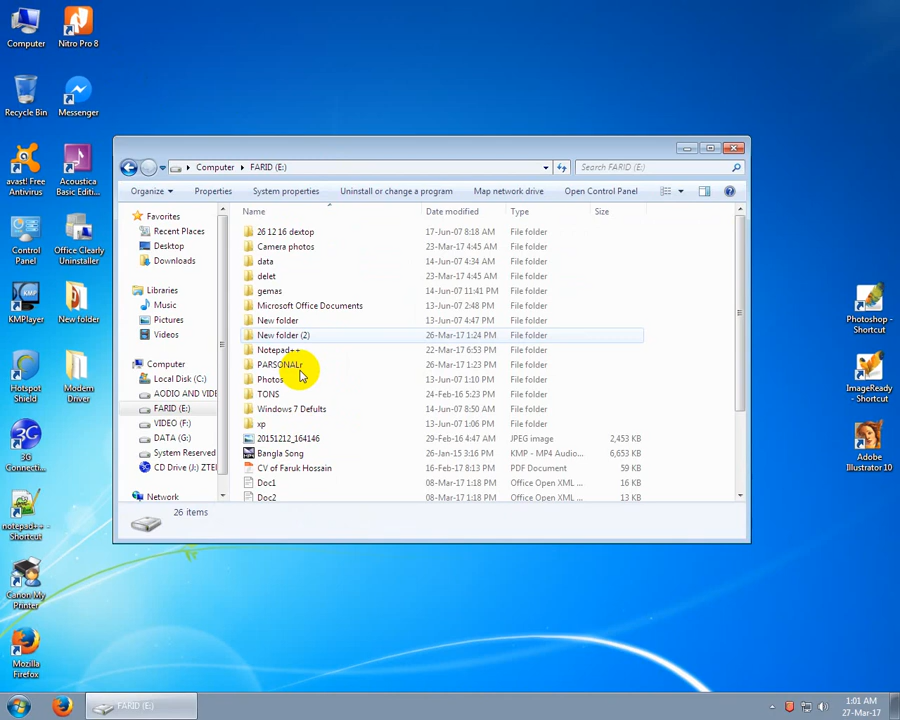 Computer
Nitro Pro 8
Recycle Bin
Messenger
avast! Free
Antivirus
Acoustica
Basic Editi...
Control
Panel
Office Clearly
Uninstaller
KMPlayer
New folder
Hotspot
Shield
Modem
Driver
3G
Connecti...
notepad++ -
Shortcut
Canon My
Printer
Mozilla
Firefox
Photoshop -
Shortcut
ImageReady
- Shortcut
Adobe
Illustrator 10
Computer ▸ FARID (E:)
Search FARID (E:)
Organize
Properties
System properties
Uninstall or change a program
Map network drive
Open Control Panel
Favorites
Recent Places
Desktop
Downloads
Libraries
Music
Pictures
Videos
Computer
Local Disk (C:)
AODIO AND VIDE
FARID (E:)
VIDEO (F:)
DATA (G:)
System Reserved
CD Drive (J:) ZTE
Network
Name Date modified Type Size
26 12 16 dextop 17-Jun-07 8:18 AM File folder
Camera photos 23-Mar-17 4:45 AM File folder
data 14-Jun-07 4:34 AM File folder
delet 23-Mar-17 4:45 AM File folder
gemas 14-Jun-07 11:41 PM File folder
Microsoft Office Documents 13-Jun-07 2:48 PM File folder
New folder 13-Jun-07 4:47 PM File folder
New folder (2) 26-Mar-17 1:24 PM File folder
Notepad++ 22-Mar-17 6:53 PM File folder
PARSONALr 26-Mar-17 1:23 PM File folder
Photos 13-Jun-07 1:10 PM File folder
TONS 24-Feb-16 5:23 PM File folder
Windows 7 Defults 14-Jun-07 8:50 AM File folder
xp 13-Jun-07 1:06 PM File folder
20151212_164146 29-Feb-16 4:47 AM JPEG image 2,453 KB
Bangla Song 26-Jan-15 3:16 PM KMP - MP4 Audio... 6,653 KB
CV of Faruk Hossain 16-Feb-17 8:13 PM PDF Document 59 KB
Doc1 08-Mar-17 1:18 PM Office Open XML ... 16 KB
Doc2 08-Mar-17 1:18 PM Office Open XML ... 13 KB
26 items
FARID (E:)
1:01 AM
27-Mar-17